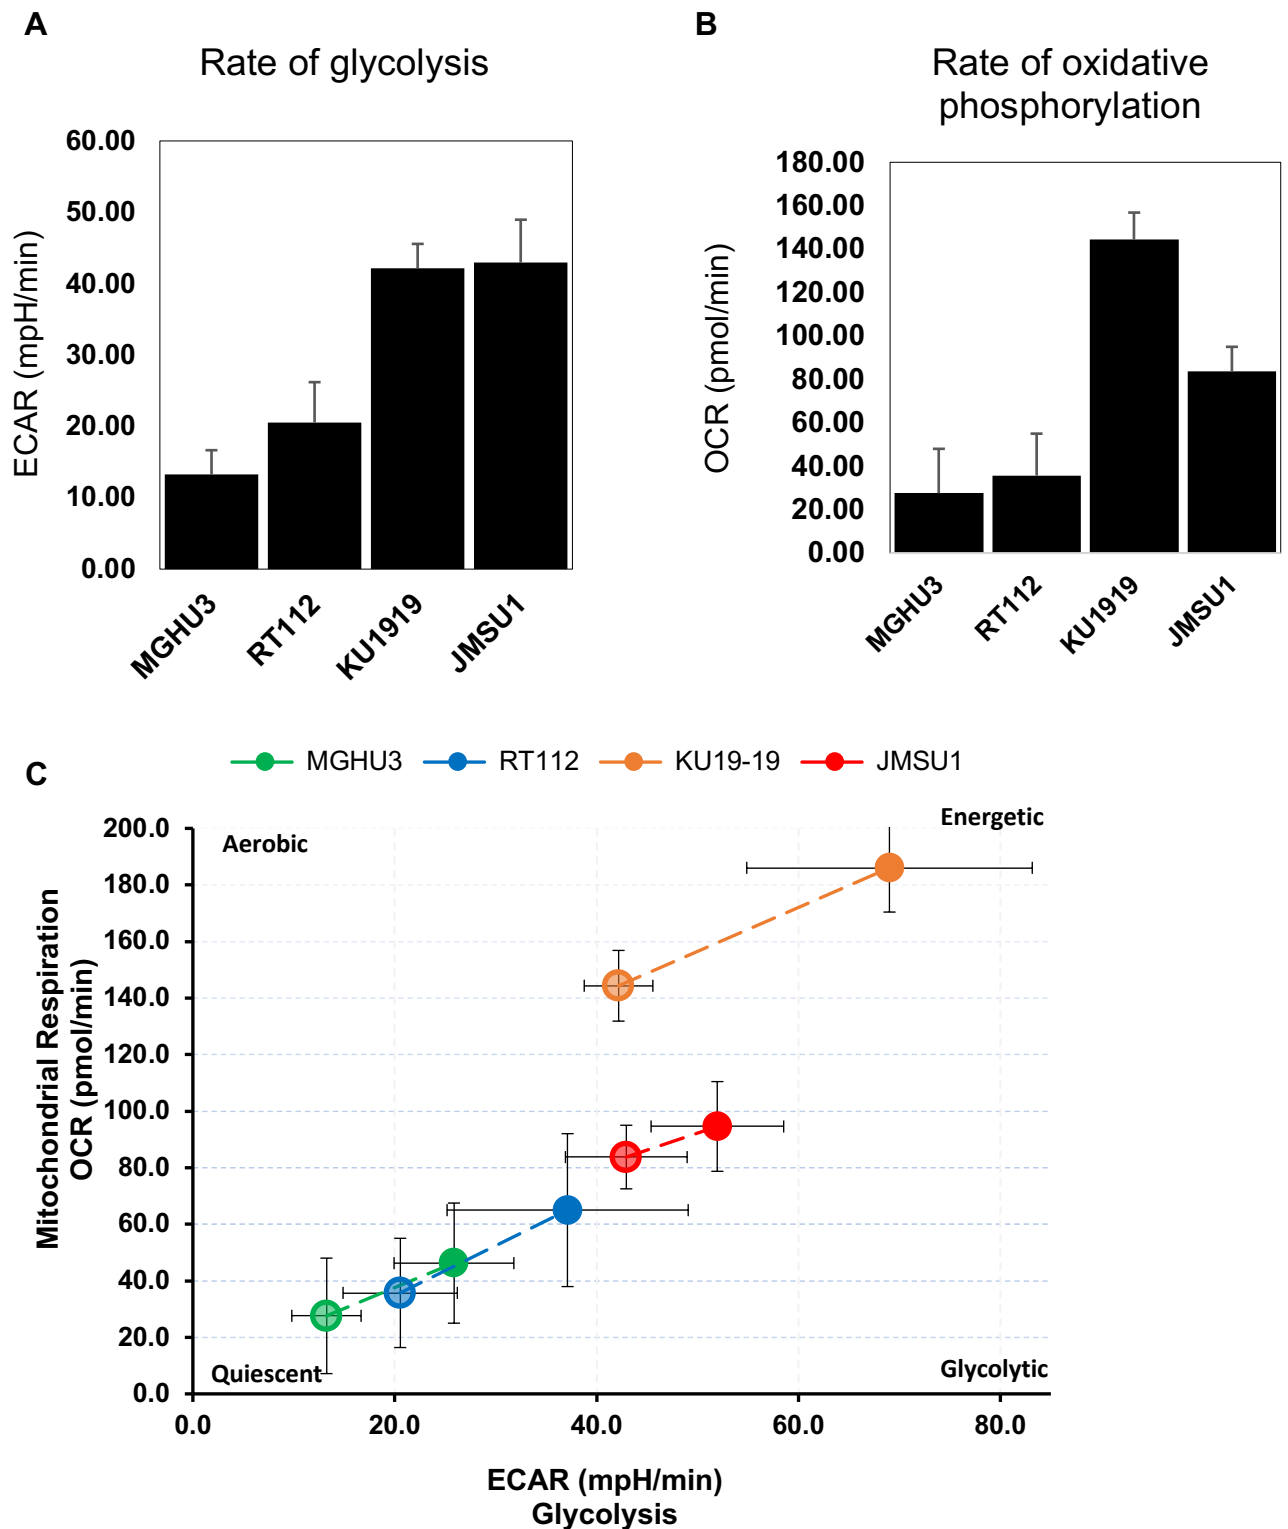 A
Rate of glycolysis
60.00
50.00
40.00
30.00
20.00
10.00
0.00
ECAR (mpH/min)
MGHU3
RT112
KU1919
JMSU1
B
Rate of oxidative
phosphorylation
180.00
160.00
140.00
120.00
100.00
80.00
60.00
40.00
20.00
0.00
OCR (pmol/min)
MGHU3
RT112
KU1919
JMSU1
C
MGHU3
RT112
KU19-19
JMSU1
200.0
180.0
160.0
140.0
120.0
100.0
80.0
60.0
40.0
20.0
0.0
Mitochondrial Respiration
OCR (pmol/min)
Aerobic
Energetic
Quiescent
Glycolytic
0.0
20.0
40.0
60.0
80.0
ECAR (mpH/min)
Glycolysis